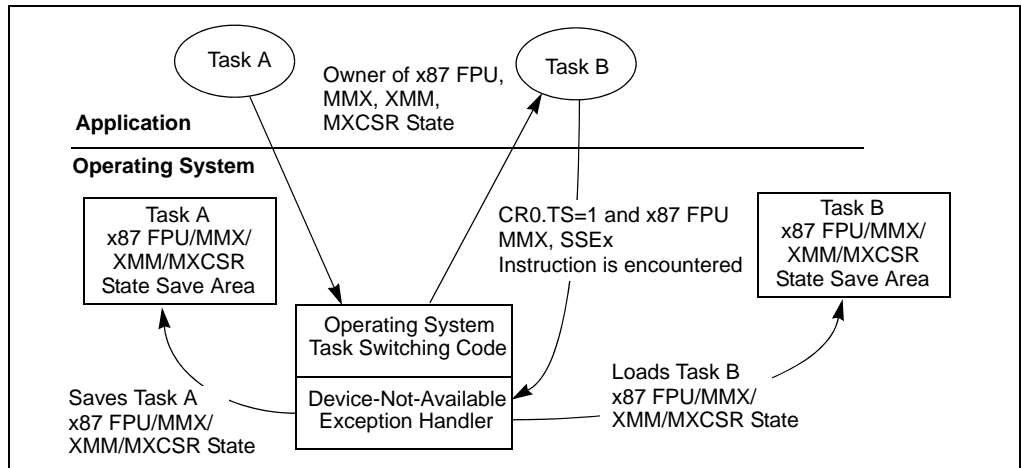 Task A
Owner of x87 FPU,
MMX, XMM,
MXCSR State
Task B
Application
Operating System
Task A
x87 FPU/MMX/
XMM/MXCSR
State Save Area
CR0.TS=1 and x87 FPU
MMX, SSEx
Instruction is encountered
Task B
x87 FPU/MMX/
XMM/MXCSR
State Save Area
Operating System
Task Switching Code
Device-Not-Available
Exception Handler
Saves Task A
x87 FPU/MMX/
XMM/MXCSR State
Loads Task B
x87 FPU/MMX/
XMM/MXCSR State